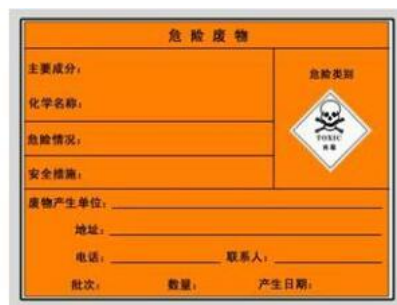 危险废物
主要成分：
危险类别
化学名称：
TOXIC
有毒
危险情况：
安全措施：
废物产生单位：
地址：
电话： 联系人：
批次： 数量： 产生日期：